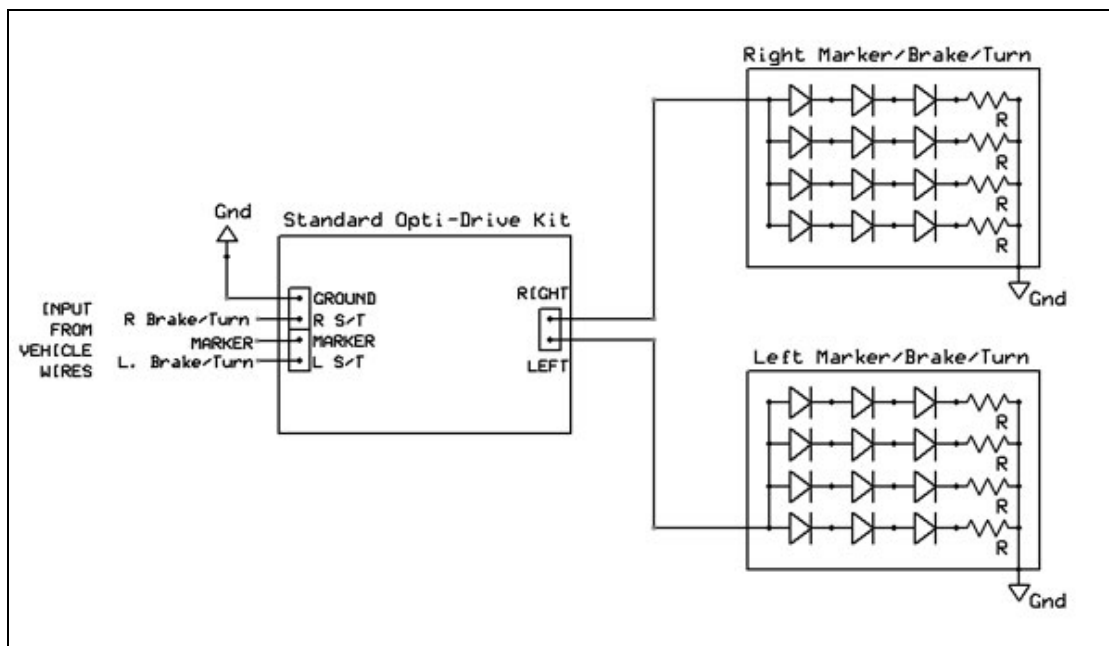 Right Marker/Brake/Turn
R
R
R
R
Gnd
Gnd
Standard Opti-Drive Kit
INPUT
FROM
VEHICLE
WIRES
R Brake/Turn
MARKER
L. Brake/Turn
GROUND
R S/T
MARKER
L S/T
RIGHT
LEFT
Left Marker/Brake/Turn
R
R
R
R
Gnd